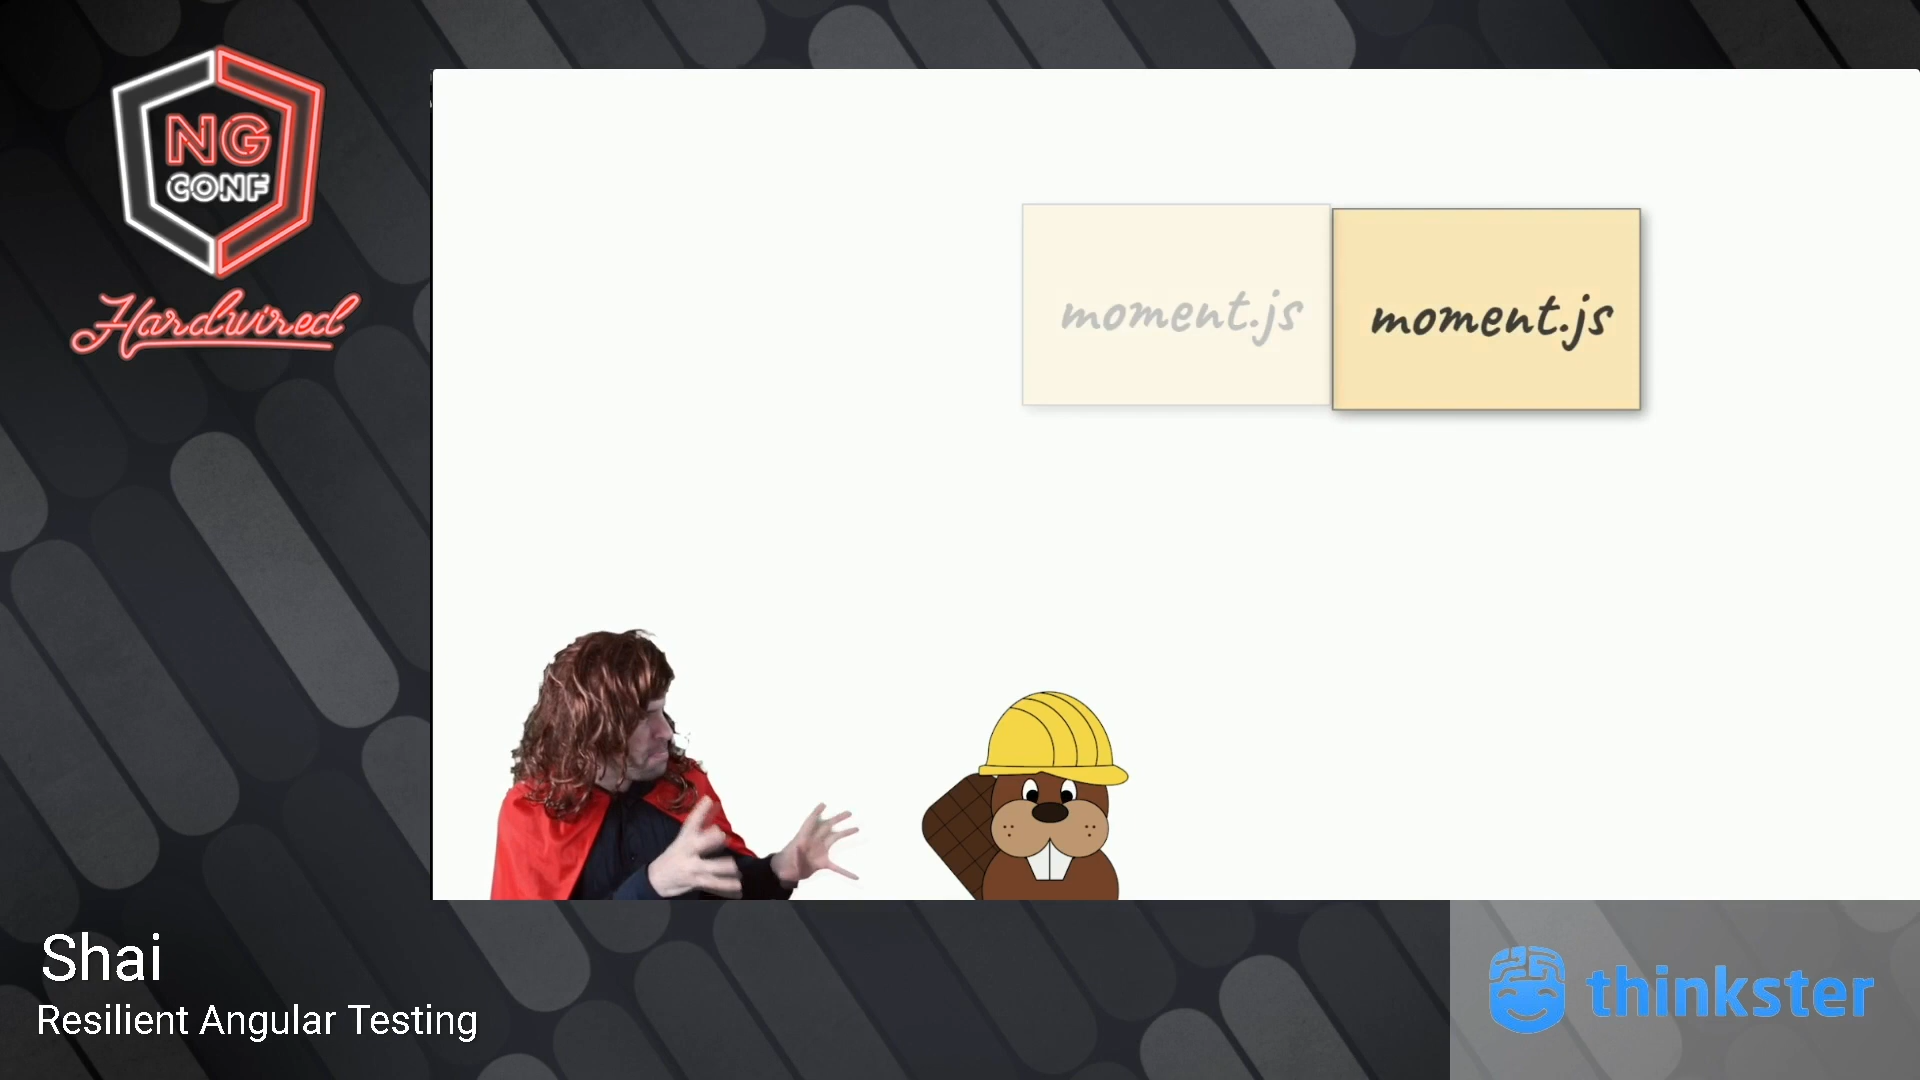 NG
CONF
Hardwired
moment.js
moment.js
Shai
Resilient Angular Testing
thinkster